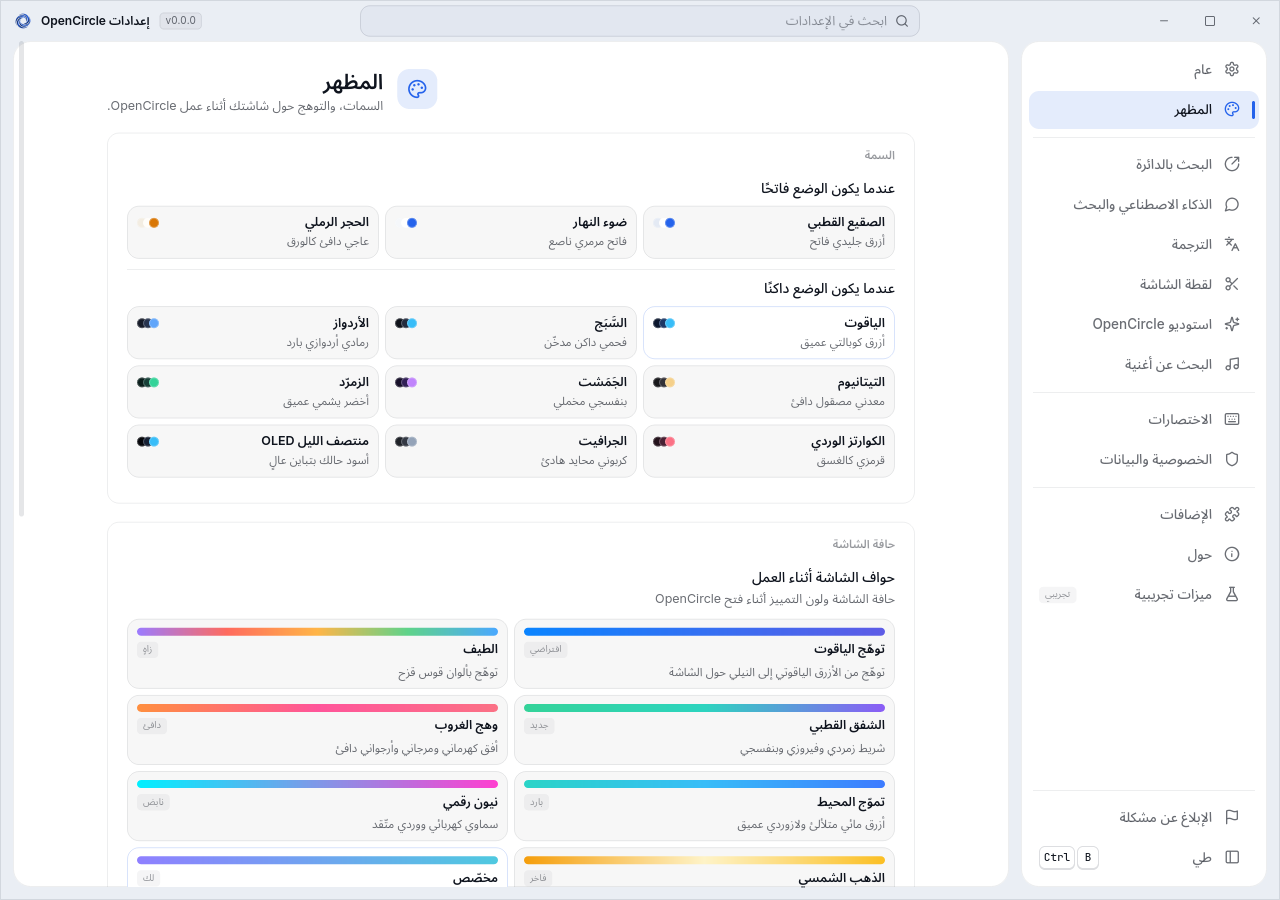 إعدادات OpenCircle
v0.0.0
ابحث في الإعدادات
عام
المظهر
البحث بالدائرة
الذكاء الاصطناعي والبحث
الترجمة
لقطة الشاشة
استوديو OpenCircle
البحث عن أغنية
الاختصارات
الخصوصية والبيانات
الإضافات
حول
ميزات تجريبية
تجريبي
الإبلاغ عن مشكلة
طي
Ctrl B
المظهر
السمات، والتوهج حول شاشتك أثناء عمل OpenCircle.
السمة
عندما يكون الوضع فاتحًا
الصقيع القطبي
أزرق جليدي فاتح
ضوء النهار
فاتح مرمري ناصع
الحجر الرملي
عاجي دافئ كالورق
عندما يكون الوضع داكنًا
الياقوت
أزرق كوبالتي عميق
السَّبَج
فحمي داكن مدخّن
الأردواز
رمادي أردوازي بارد
التيتانيوم
معدني مصقول دافئ
الجَمَشت
بنفسجي مخملي
الزمرّد
أخضر يشمي عميق
الكوارتز الوردي
قرمزي كالغسق
الجرافيت
كربوني محايد هادئ
منتصف الليل OLED
أسود حالك بتباين عالٍ
حافة الشاشة
حواف الشاشة أثناء العمل
حافة الشاشة ولون التمييز أثناء فتح OpenCircle
توهّج الياقوت
افتراضي
توهّج من الأزرق الياقوتي إلى النيلي حول الشاشة
الطيف
زاهٍ
توهّج بألوان قوس قزح
الشفق القطبي
جديد
شريط زمردي وفيروزي وبنفسجي
وهج الغروب
دافئ
أفق كهرماني ومرجاني وأرجواني دافئ
تموّج المحيط
بارد
أزرق مائي متلألئ ولازوردي عميق
نيون رقمي
نابض
سماوي كهربائي ووردي متّقد
الذهب الشمسي
فاخر
مخصّص
لك